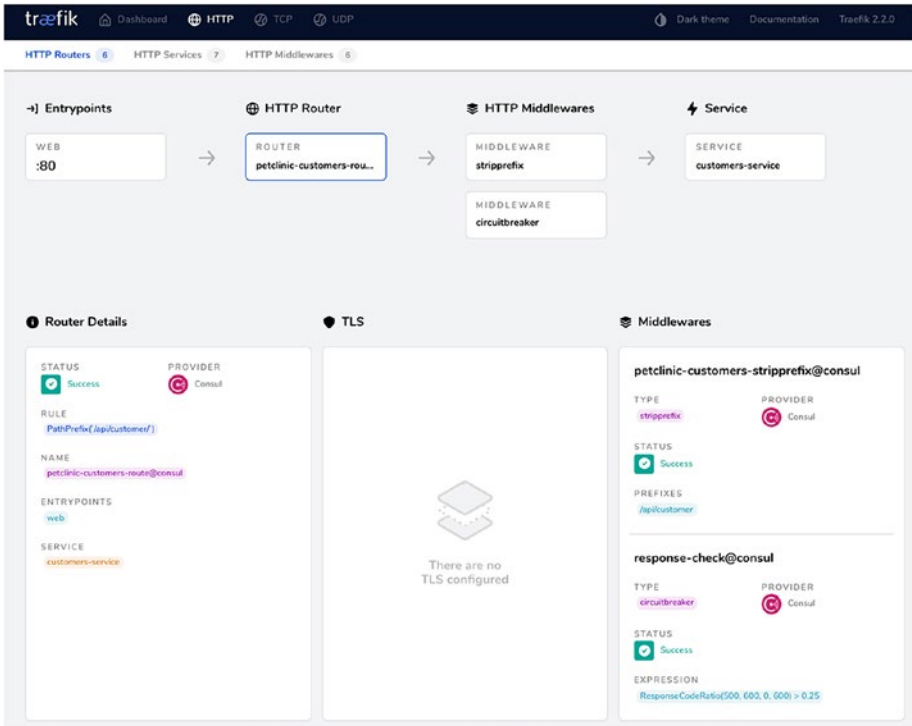 træfik Dashboard HTTP TCP UDP Dark theme Documentation Traefik 2.2.0
HTTP Routers 6 HTTP Services 7 HTTP Middlewares 6
Entrypoints HTTP Router HTTP Middlewares Service
WEB ROUTER MIDDLEWARE SERVICE
:80 petclinic-customers-rou... stripprefix customers-service
MIDDLEWARE
circuitbreaker
Router Details TLS Middlewares
STATUS PROVIDER
Success Consul
RULE
PathPrefix(`/api/customer/`)
NAME
petclinic-customers-route@consul
ENTRYPOINTS
web
SERVICE
customers-service
There are no
TLS configured
petclinic-customers-stripprefix@consul
TYPE PROVIDER
stripprefix Consul
STATUS
Success
PREFIXES
/api/customer
response-check@consul
TYPE PROVIDER
circuitbreaker Consul
STATUS
Success
EXPRESSION
ResponseCodeRatio(500, 600, 0, 600) > 0.25